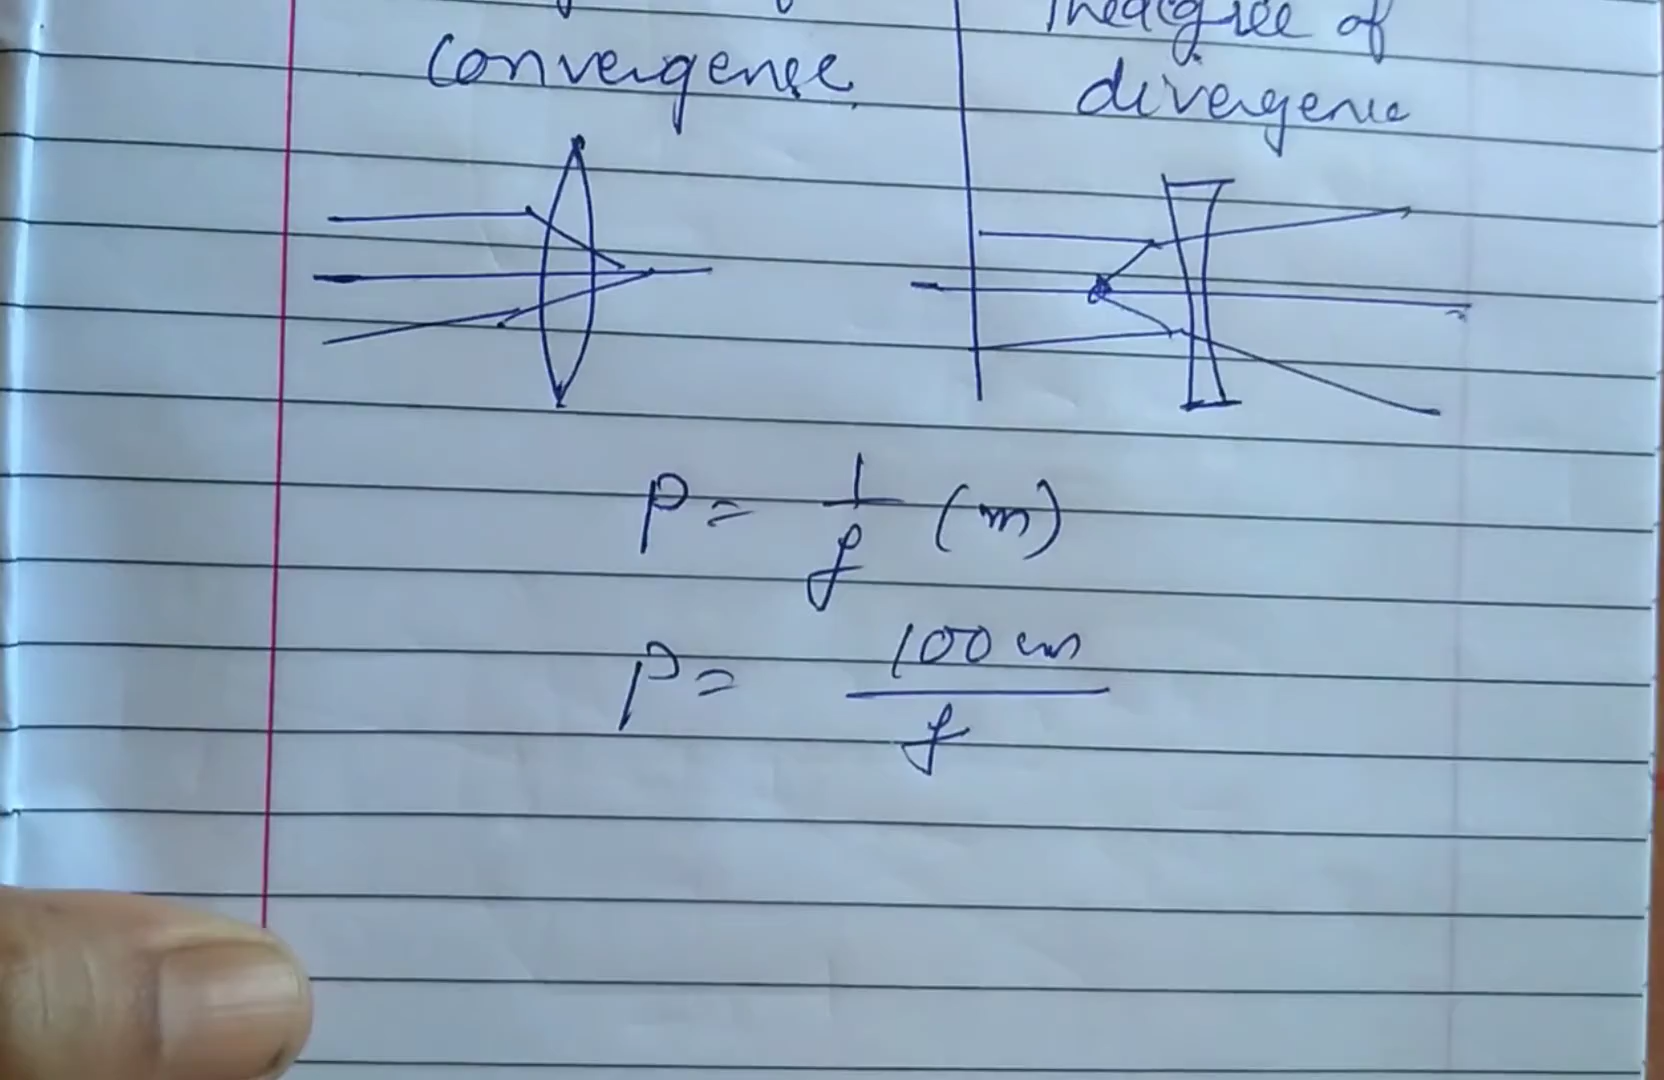 convergence
The degree of
divergence
P = 1/f (m)
P = 100 cm/f